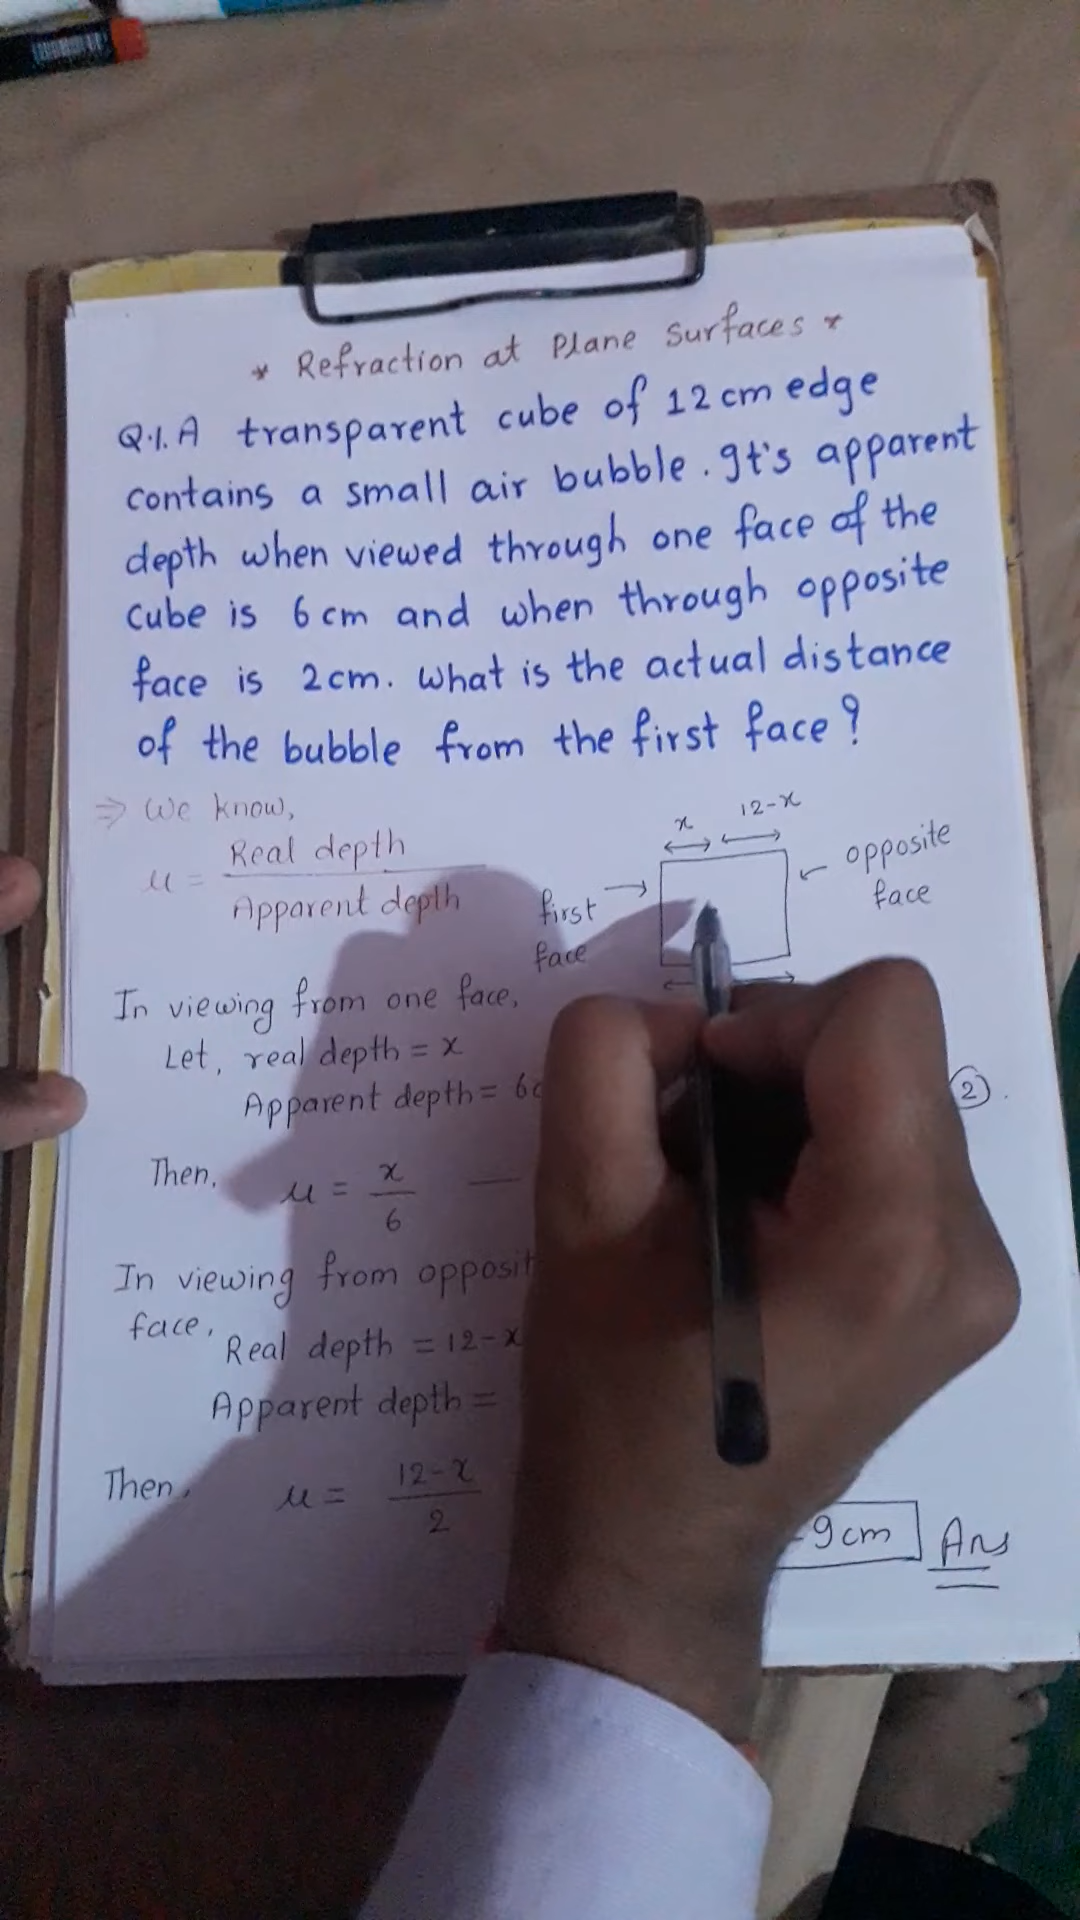 * Refraction at Plane Surfaces *
Q.1. A transparent cube of 12 cm edge
contains a small air bubble. It's apparent
depth when viewed through one face of the
cube is 6 cm and when through opposite
face is 2 cm. What is the actual distance
of the bubble from the first face?
⇒ We know,
μ = Real depth
Apparent depth
x 12-x
first
face
opposite
face
In viewing from one face,
Let, real depth = x
Apparent depth = 6c
2
Then, μ = x
6
In viewing from opposit
face,
Real depth = 12-x
Apparent depth =
Then, μ = 12-x
2
9 cm Ans